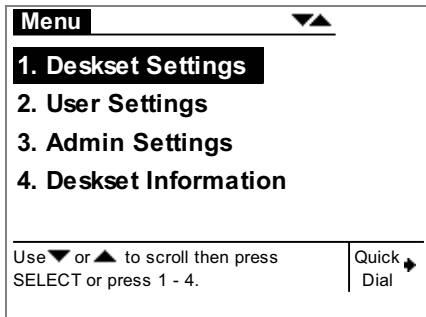 Menu ▼▲
1. Deskset Settings
2. User Settings
3. Admin Settings
4. Deskset Information
Use ▼ or ▲ to scroll then press
SELECT or press 1 - 4.
Quick
Dial